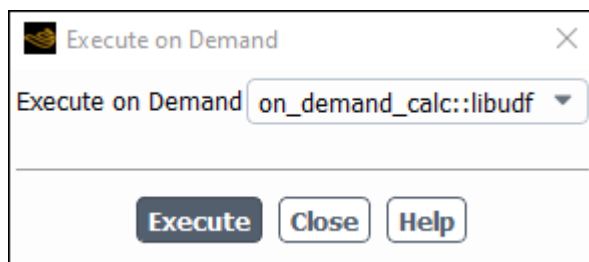 Execute on Demand
Execute on Demand on_demand_calc::libudf
Execute Close Help